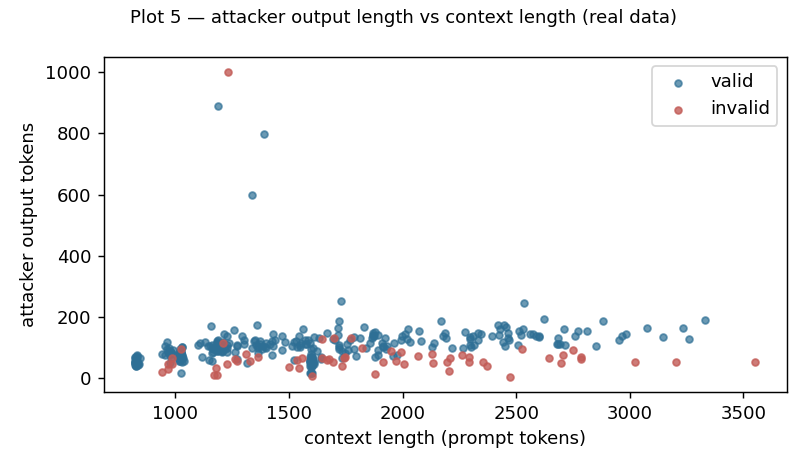 Plot 5 — attacker output length vs context length (real data)
1000
800
600
400
200
0
attacker output tokens
valid
invalid
1000 1500 2000 2500 3000 3500
context length (prompt tokens)